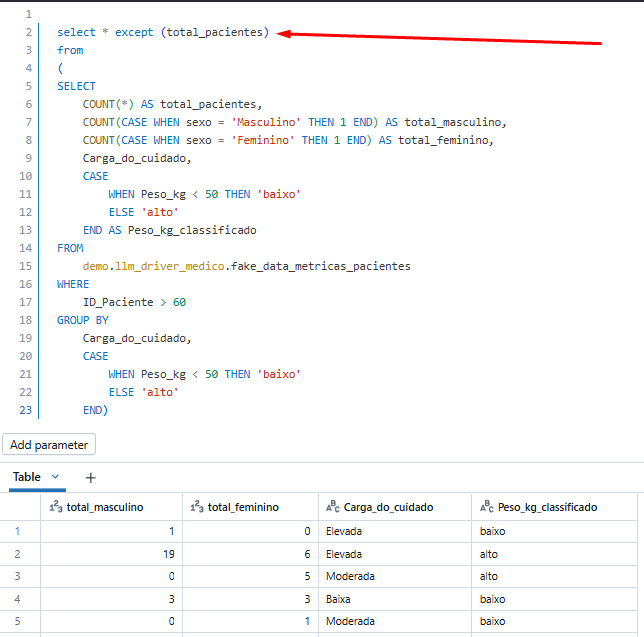 1
2 select * except (total_pacientes)
3 from
4 (
5 SELECT
6 COUNT(*) AS total_pacientes,
7 COUNT(CASE WHEN sexo = 'Masculino' THEN 1 END) AS total_masculino,
8 COUNT(CASE WHEN sexo = 'Feminino' THEN 1 END) AS total_feminino,
9 Carga_do_cuidado,
10 CASE
11 WHEN Peso_kg < 50 THEN 'baixo'
12 ELSE 'alto'
13 END AS Peso_kg_classificado
14 FROM
15 demo.llm_driver_medico.fake_data_metricas_pacientes
16 WHERE
17 ID_Paciente > 60
18 GROUP BY
19 Carga_do_cuidado,
20 CASE
21 WHEN Peso_kg < 50 THEN 'baixo'
22 ELSE 'alto'
23 END)
Add parameter
Table +
123 total_masculino 123 total_feminino ABC Carga_do_cuidado ABC Peso_kg_classificado
1 1 0 Elevada baixo
2 19 6 Elevada alto
3 0 5 Moderada alto
4 3 3 Baixa baixo
5 0 1 Moderada baixo